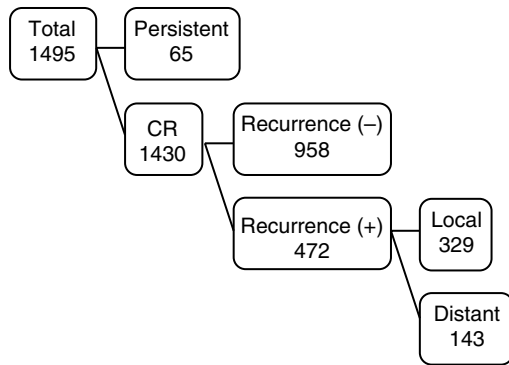 Total
1495
Persistent
65
CR
1430
Recurrence (–)
958
Recurrence (+)
472
Local
329
Distant
143